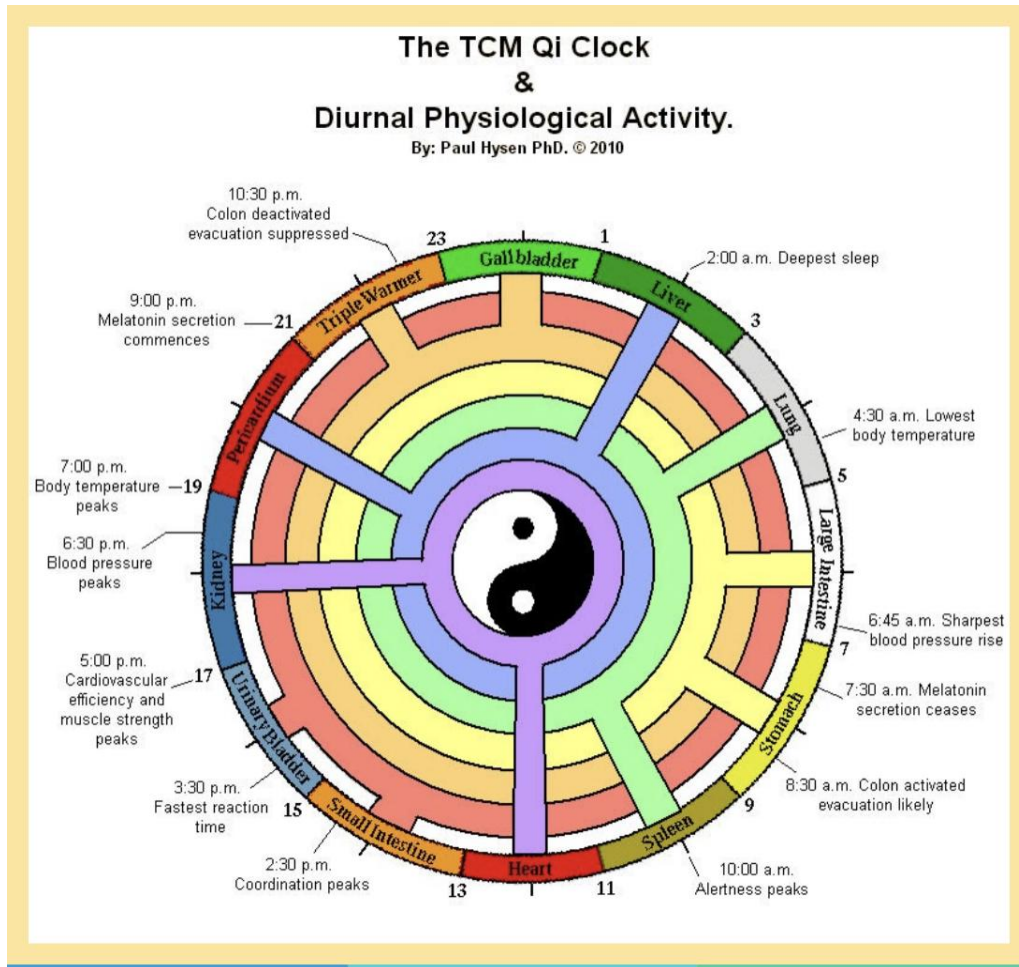 The TCM Qi Clock
&
Diurnal Physiological Activity.
By: Paul Hysen PhD. © 2010
10:30 p.m.
Colon deactivated
evacuation suppressed
23
Gallbladder
1
2:00 a.m. Deepest sleep
Liver
3
Lung
4:30 a.m. Lowest
body temperature
5
Large Intestine
6:45 a.m. Sharpest
blood pressure rise
7
7:30 a.m. Melatonin
secretion ceases
Stomach
8:30 a.m. Colon activated
evacuation likely
9
Spleen
10:00 a.m.
Alertness peaks
11
Heart
13
Small Intestine
2:30 p.m.
Coordination peaks
15
3:30 p.m.
Fastest reaction
time
Urinary Bladder
17
5:00 p.m.
Cardiovascular
efficiency and
muscle strength
peaks
Kidney
6:30 p.m.
Blood pressure
peaks
19
7:00 p.m.
Body temperature
peaks
Pericardium
21
9:00 p.m.
Melatonin secretion
commences
Triple Warmer